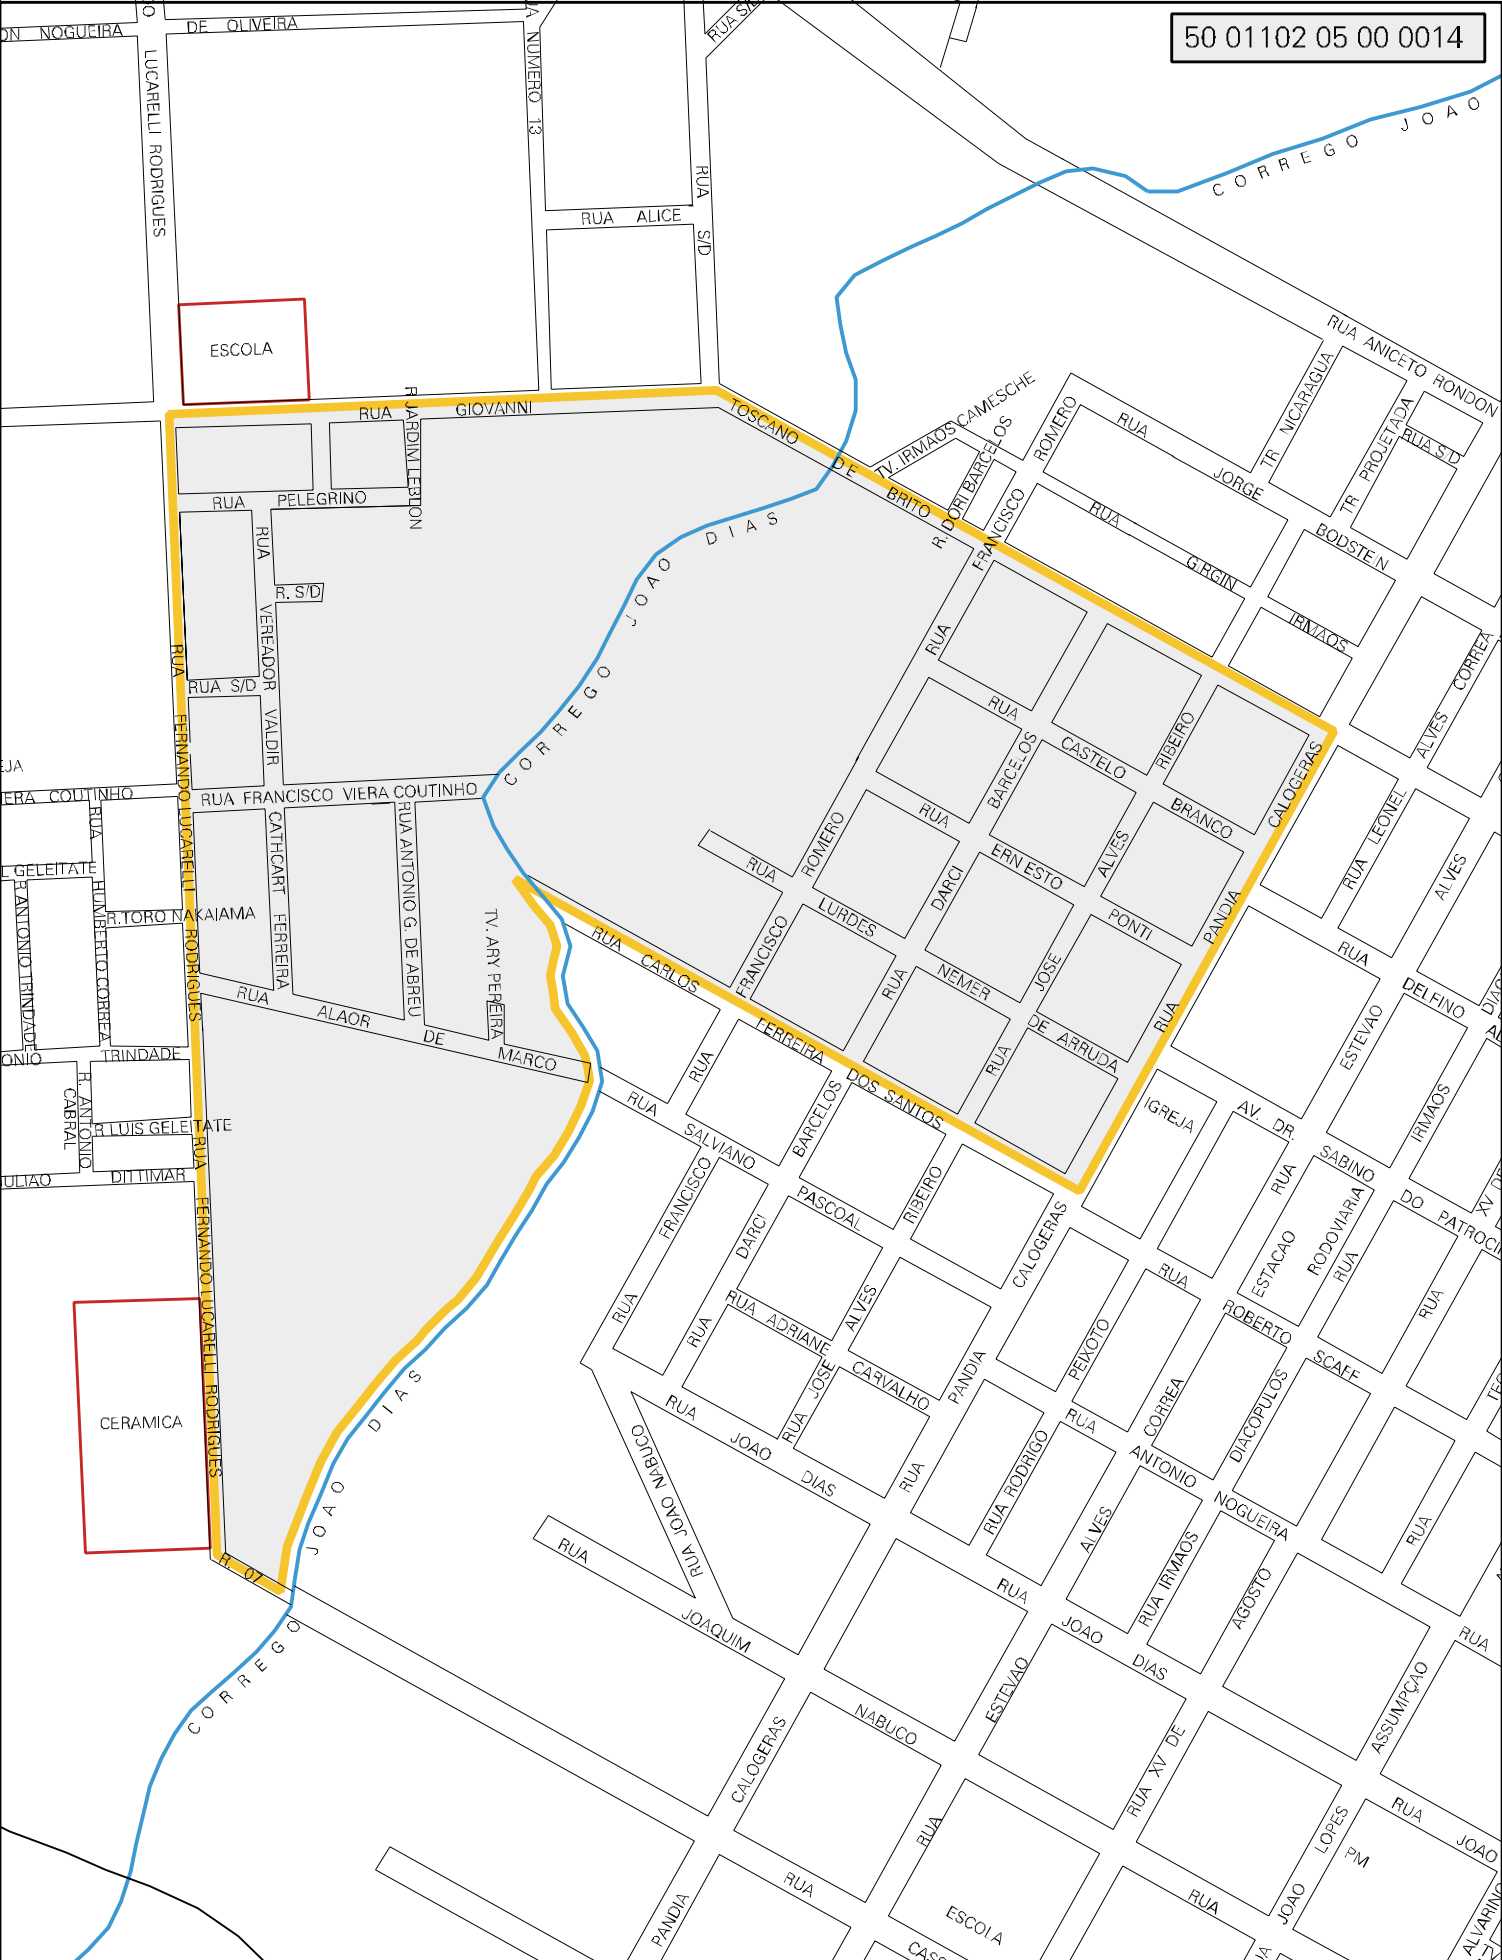 50 01102 05 00 0014
NOGUEIRA
DE OLIVEIRA
LUCARELLI RODRIGUES
NUMERO 13
RUA S/D
RUA ALICE
CORREGO JOAO
ESCOLA
RUA GIOVANNI
TOSCANO DE BRITO
R JARDIM LEBLON
RUA PELEGRINO
RUA VEREADOR VALDIR
R. S/D
RUA S/D
RUA FERNANDO LUCARELLI RODRIGUES
CORREGO JOAO DIAS
TV. IRMAOS CAMESCHE
R. DORI BARCELOS
RUA FRANCISCO ROMERO
RUA ANICETO RONDON
TR NICARAGUA
TR PROJETADA
RUA S/D
RUA JORGE BODSTEIN
RUA GIRGIN IRMAOS
ALVES CORREA
RUA CASTELO BRANCO
RUA ERNESTO PONTI
RUA LURDES NEMER DE ARRUDA
RUA DARCI BARCELOS
RUA JOSE ALVES RIBEIRO
RUA PANDIA CALOGERAS
RUA LEONEL
ALVES
COUTINHO
RUA FRANCISCO VIERA COUTINHO
RUA HUMBERTO CORREA
GELEITATE
R ANTONIO TRINDADE
R.TORO NAKAIAMA
CATHCART FERREIRA
RUA ANTONIO G. DE ABREU
TV. ARY PEREIRA
RUA ALAOR DE MARCO
TRINDADE
R. ANTONIO CABRAL
R LUIS GELEITATE
DITTIMAR
RUA FERNANDO LUCARELLI RODRIGUES
CERAMICA
R. 07
CORREGO JOAO DIAS
RUA CARLOS FERREIRA DOS SANTOS
RUA SALVIANO PASCOAL
RUA FRANCISCO
RUA DARCI BARCELOS
RUA ADRIANE CARVALHO
RUA JOSE ALVES RIBEIRO
RUA PANDIA CALOGERAS
IGREJA
RUA DELFINO
AV. DR. SABINO DO
ESTEVAO
IRMAOS
RUA
ESTACAO RODOVIARIA
RUA
RUA
RUA ROBERTO SCAFF
RUA RODRIGO PEIXOTO
ALVES CORREA
RUA IRMAOS DIACOPULOS
RUA ANTONIO NOGUEIRA
RUA JOAO DIAS
RUA JOAO NABUCO
RUA JOAQUIM NABUCO
RUA JOAO DIAS
RUA ESTEVAO
RUA XV DE AGOSTO
RUA
RUA
JOAO LOPES ASSUMPÇAO
PANDIA CALOGERAS
RUA
RUA
ESCOLA
PM
RUA JOAO